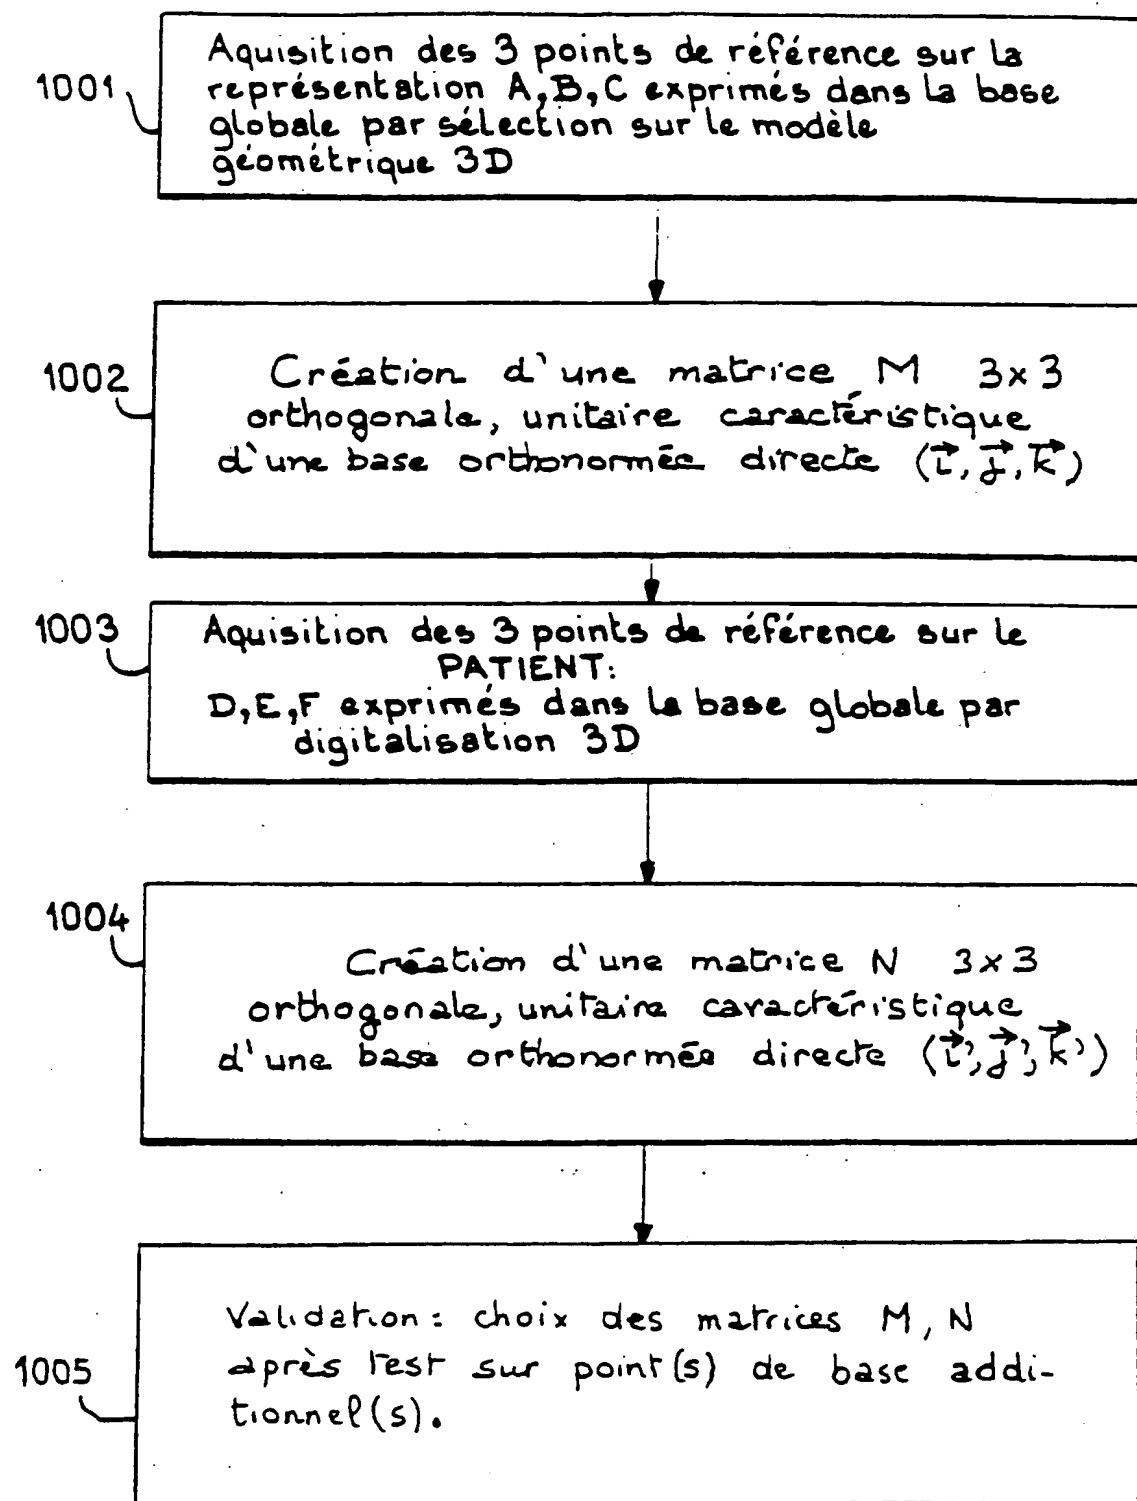 1001
Aquisition des 3 points de référence sur la
représentation A, B, C exprimés dans la base
globale par sélection sur le modèle
géométrique 3D
1002
Création d'une matrice M 3x3
orthogonale, unitaire caractéristique
d'une base orthonormée directe (i⃗, j⃗, k⃗)
1003
Aquisition des 3 points de référence sur le
PATIENT:
D, E, F exprimés dans la base globale par
digitalisation 3D
1004
Création d'une matrice N 3x3
orthogonale, unitaire caractéristique
d'une base orthonormée directe (i⃗', j⃗', k⃗')
1005
Validation : choix des matrices M, N
après test sur point(s) de base addi-
tionnel(s).